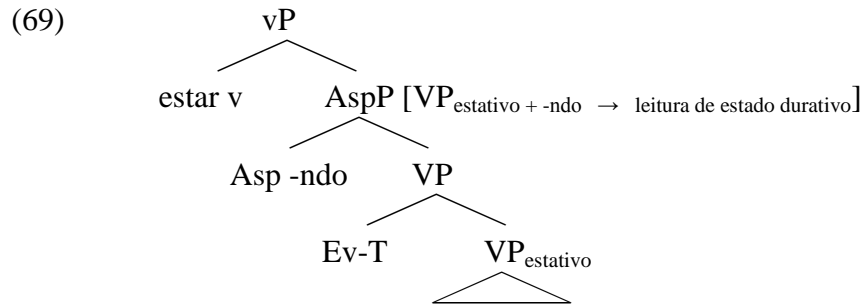 (69) vP
estar v AspP [VPestativo + -ndo → leitura de estado durativo]
Asp -ndo VP
Ev-T VPestativo